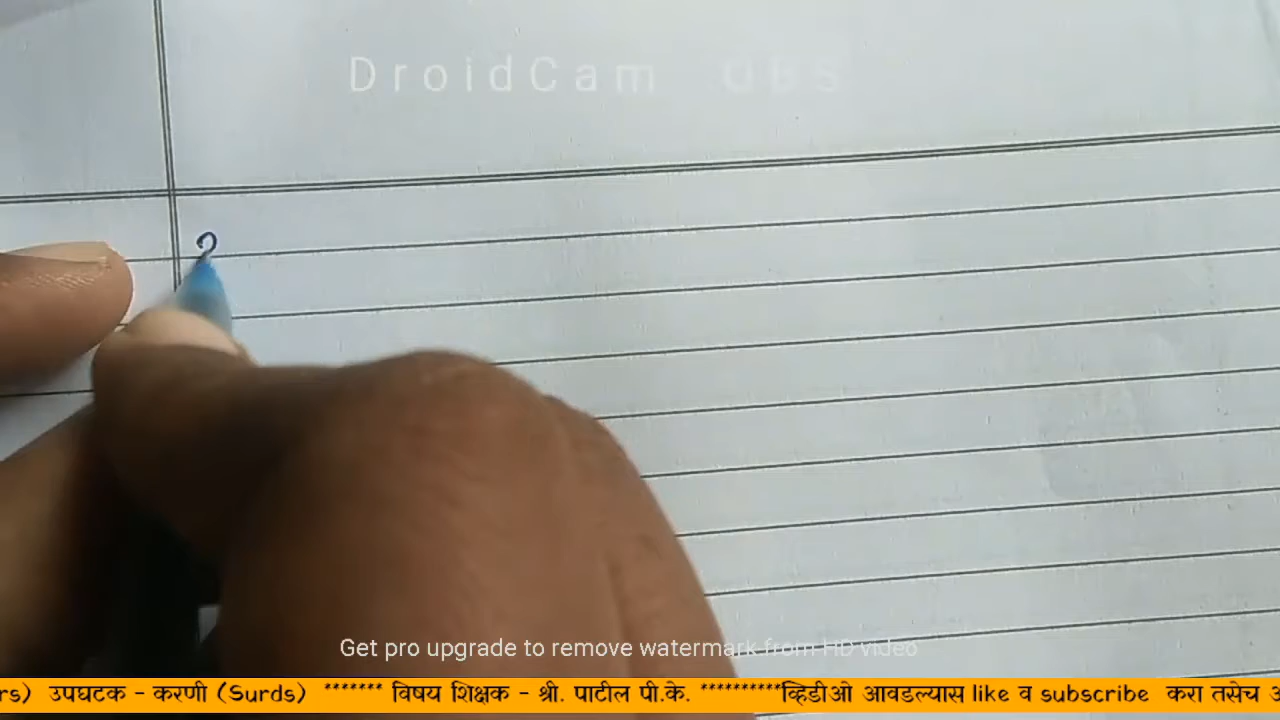 DroidCam OBS
२
Get pro upgrade to remove watermark from HD video
rs) उपघटक - करणी (Surds) ******* विषय शिक्षक - श्री. पाटील पी.के. **********व्हिडीओ आवडल्यास like व subscribe करा तसेच